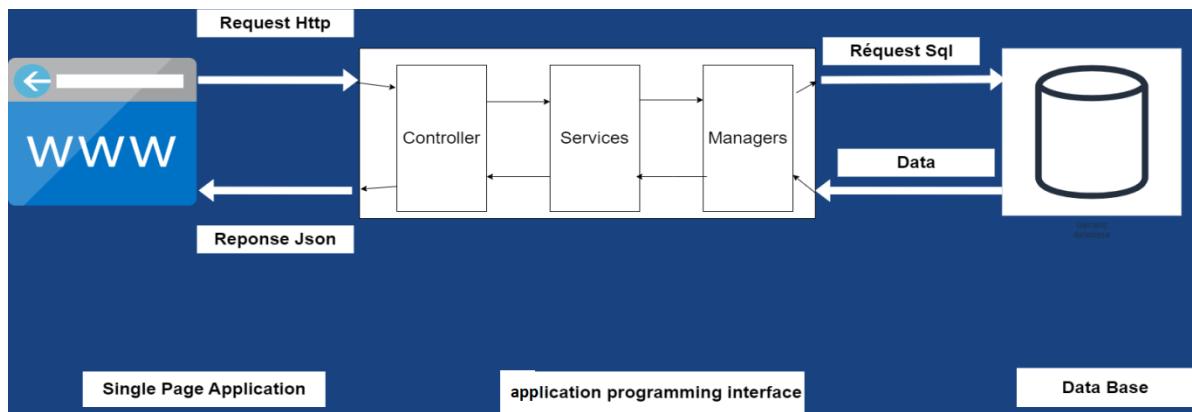 Request Http
Réquest Sql
WWW
Controller
Services
Managers
Data
Reponse Json
Single Page Application
application programming interface
Data Base